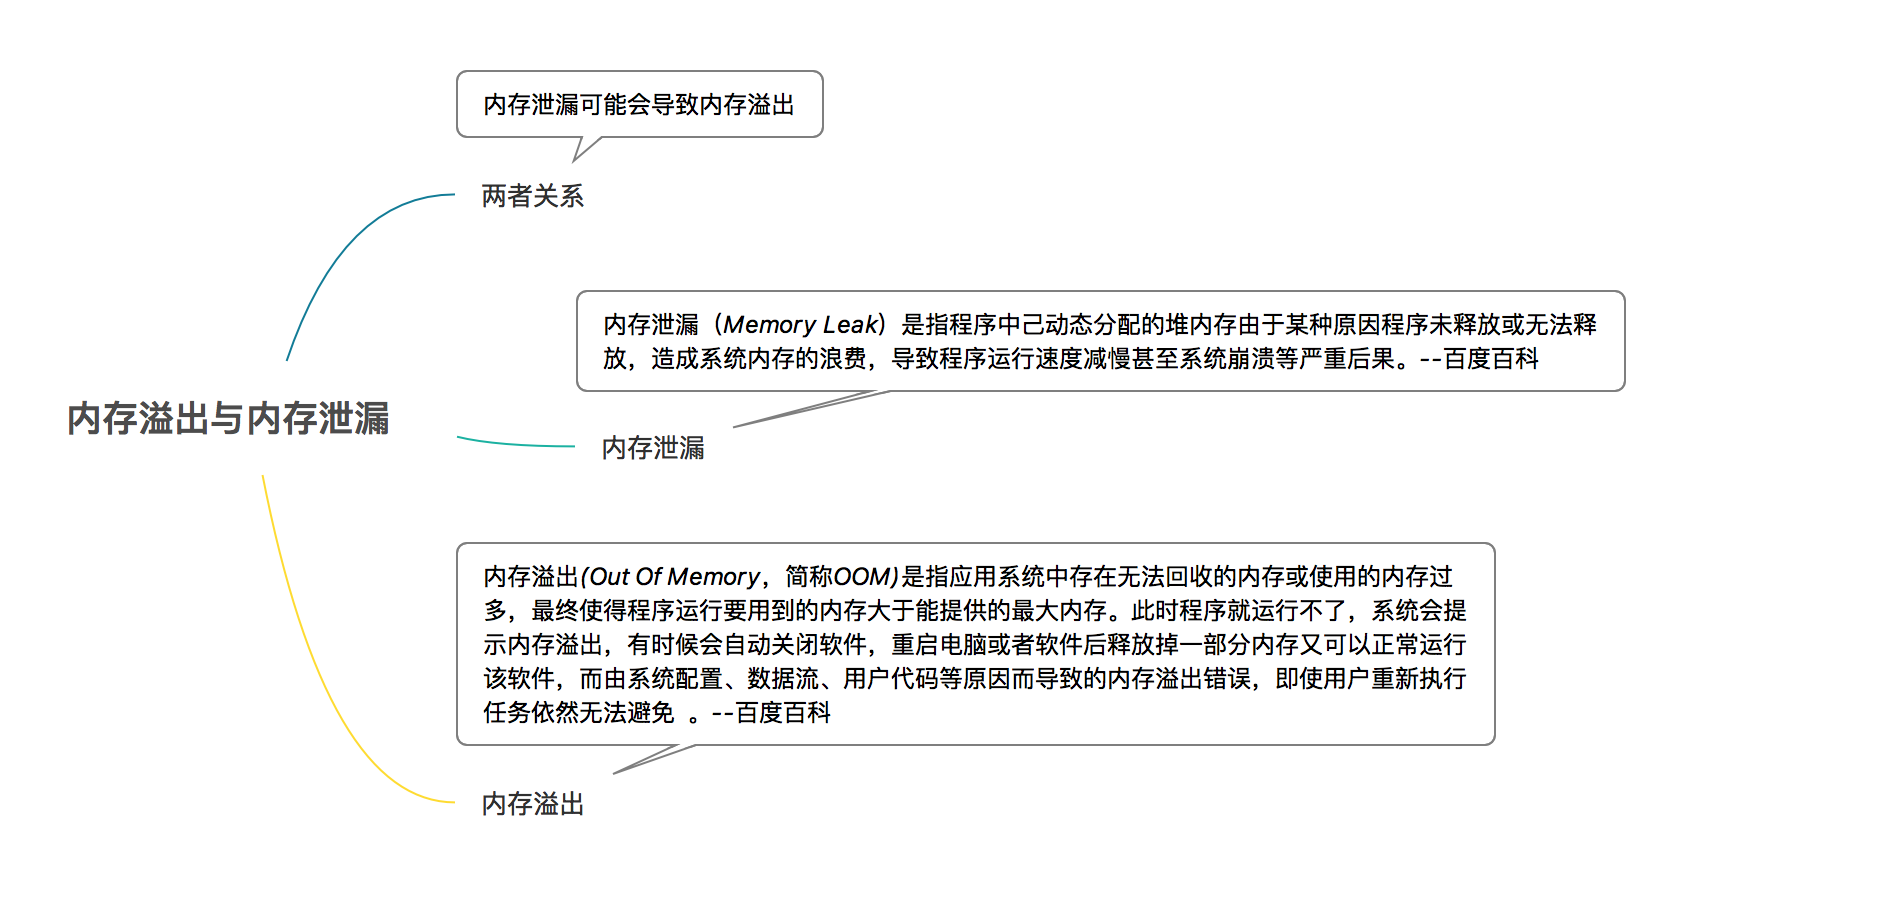 内存泄漏可能会导致内存溢出
两者关系
内存泄漏（Memory Leak）是指程序中己动态分配的堆内存由于某种原因程序未释放或无法释
放，造成系统内存的浪费，导致程序运行速度减慢甚至系统崩溃等严重后果。--百度百科
内存溢出与内存泄漏
内存泄漏
内存溢出(Out Of Memory，简称OOM)是指应用系统中存在无法回收的内存或使用的内存过
多，最终使得程序运行要用到的内存大于能提供的最大内存。此时程序就运行不了，系统会提
示内存溢出，有时候会自动关闭软件，重启电脑或者软件后释放掉一部分内存又可以正常运行
该软件，而由系统配置、数据流、用户代码等原因而导致的内存溢出错误，即使用户重新执行
任务依然无法避免 。--百度百科
内存溢出